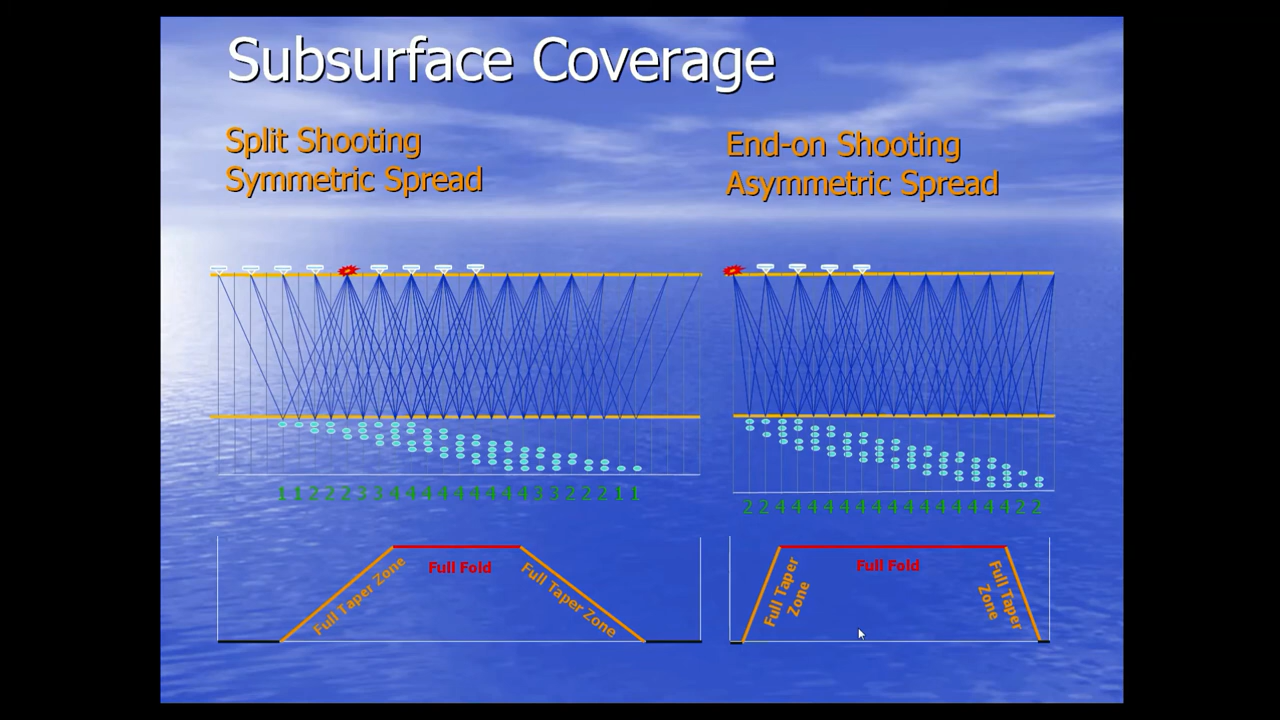 Subsurface Coverage
Split Shooting
Symmetric Spread
1 1 2 2 2 3 3 4 4 4 4 4 4 4 4 4 3 3 2 2 2 1 1
Full Taper Zone
Full Fold
Full Taper Zone
End-on Shooting
Asymmetric Spread
2 2 4 4 4 4 4 4 4 4 4 4 4 4 4 4 4 2 2
Full Taper
Zone
Full Fold
Full Taper
Zone